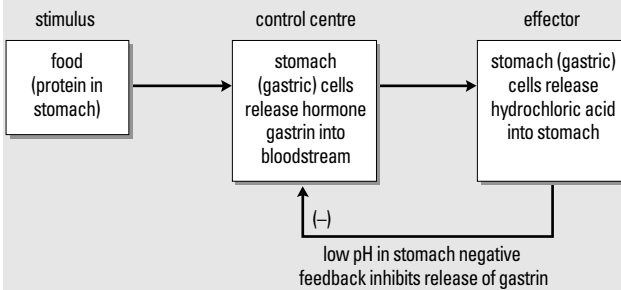 stimulus
food
(protein in
stomach)
control centre
stomach
(gastric) cells
release hormone
gastrin into
bloodstream
effector
stomach (gastric)
cells release
hydrochloric acid
into stomach
(–)
low pH in stomach negative
feedback inhibits release of gastrin